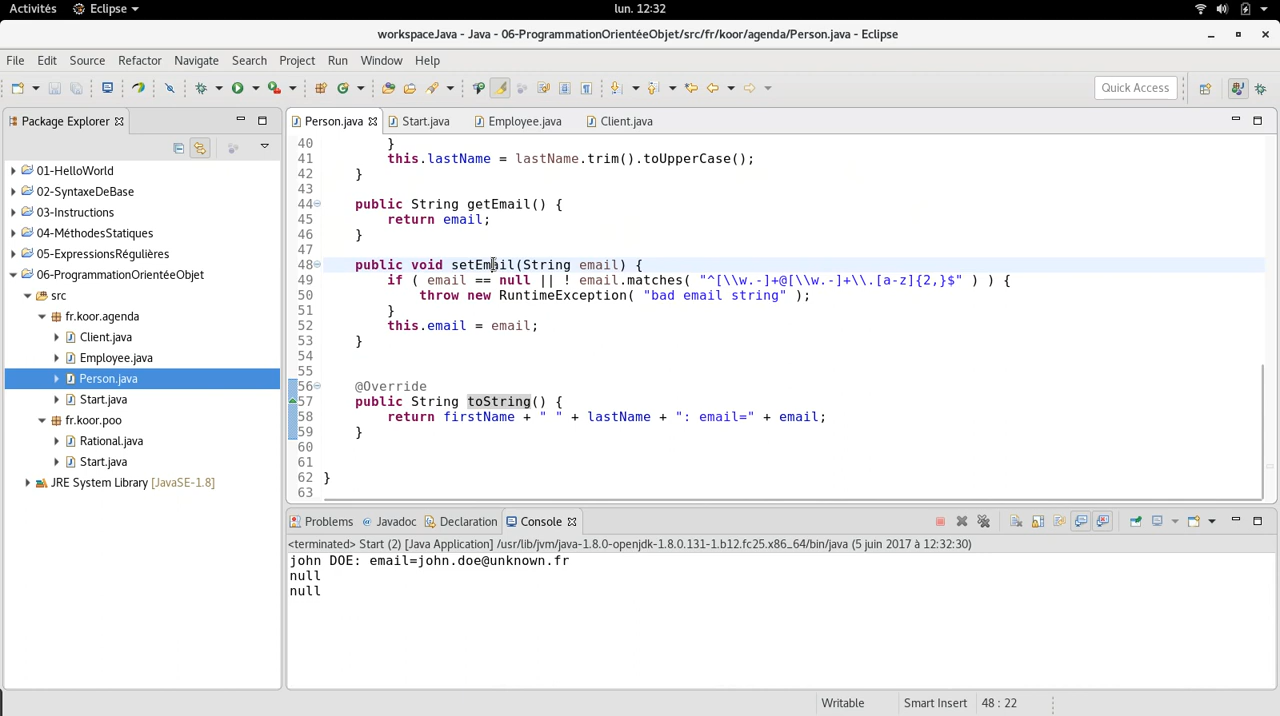 Activités Eclipse lun. 12:32
workspaceJava - Java - 06-ProgrammationOrientéeObjet/src/fr/koor/agenda/Person.java - Eclipse
File Edit Source Refactor Navigate Search Project Run Window Help
Quick Access
Package Explorer
01-HelloWorld
02-SyntaxeDeBase
03-Instructions
04-MéthodesStatiques
05-ExpressionsRégulières
06-ProgrammationOrientéeObjet
src
fr.koor.agenda
Client.java
Employee.java
Person.java
Start.java
fr.koor.poo
Rational.java
Start.java
JRE System Library [JavaSE-1.8]
Person.java Start.java Employee.java Client.java
40 }
41 this.lastName = lastName.trim().toUpperCase();
42 }
43
44 public String getEmail() {
45 return email;
46 }
47
48 public void setEmail(String email) {
49 if ( email == null || ! email.matches( "^[\\w.-]+@[\\w.-]+\\.[a-z]{2,}$" ) ) {
50 throw new RuntimeException( "bad email string" );
51 }
52 this.email = email;
53 }
54
55
56 @Override
57 public String toString() {
58 return firstName + " " + lastName + ": email=" + email;
59 }
60
61
62 }
63
Problems Javadoc Declaration Console
<terminated> Start (2) [Java Application] /usr/lib/jvm/java-1.8.0-openjdk-1.8.0.131-1.b12.fc25.x86_64/bin/java (5 juin 2017 à 12:32:30)
john DOE: email=john.doe@unknown.fr
null
null
Writable Smart Insert 48 : 22